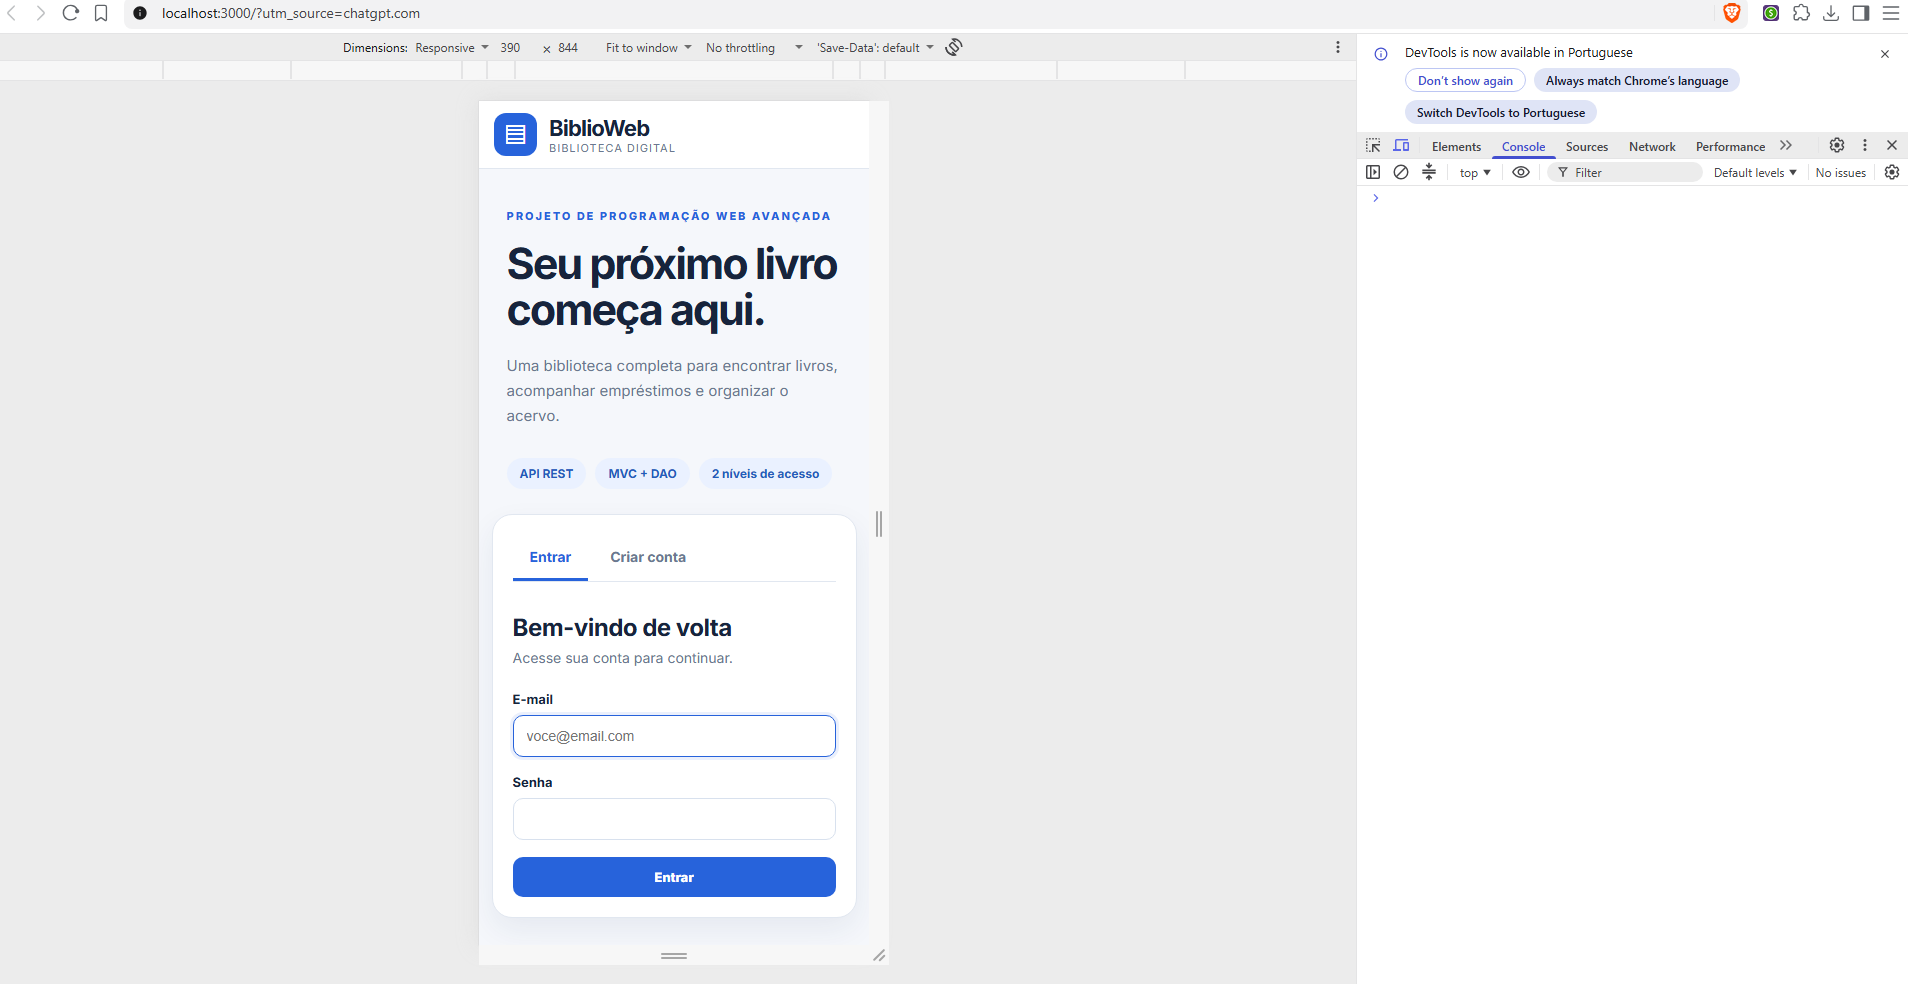 localhost:3000/?utm_source=chatgpt.com
Dimensions: Responsive 390 × 844 Fit to window No throttling 'Save-Data': default
DevTools is now available in Portuguese
Don't show again Always match Chrome's language
Switch DevTools to Portuguese
Elements Console Sources Network Performance
top Filter Default levels No issues
BiblioWeb
BIBLIOTECA DIGITAL
PROJETO DE PROGRAMAÇÃO WEB AVANÇADA
Seu próximo livro
começa aqui.
Uma biblioteca completa para encontrar livros,
acompanhar empréstimos e organizar o
acervo.
API REST MVC + DAO 2 níveis de acesso
Entrar Criar conta
Bem-vindo de volta
Acesse sua conta para continuar.
E-mail
voce@email.com
Senha
Entrar